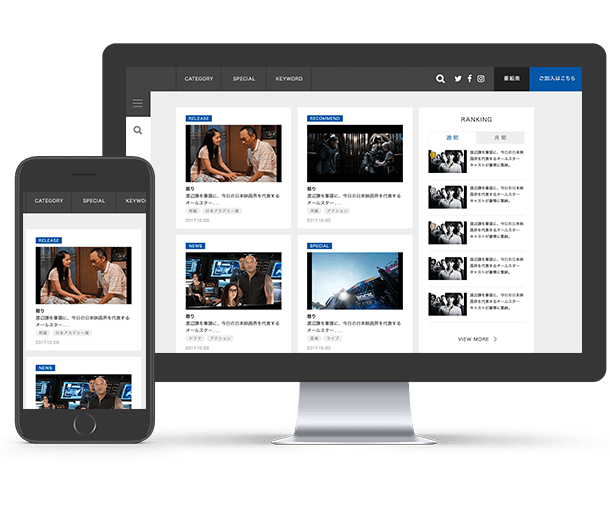 CATEGORY SPECIAL KEYWORD 番組表 ご加入はこちら
RELEASE
怒り
渡辺謙を筆頭に、今日の日本映画界を代表する
オールスター...
映画 日本アカデミー賞
2017.10.00
RECOMMEND
怒り
渡辺謙を筆頭に、今日の日本映画界を代表する
オールスター...
映画 アクション
2017.10.00
NEWS
怒り
渡辺謙を筆頭に、今日の日本映画界を代表する
オールスター...
ドラマ アクション
2017.10.00
SPECIAL
怒り
渡辺謙を筆頭に、今日の日本映画界を代表する
オールスター...
音楽 ライブ
2017.10.00
RANKING
週間 月間
渡辺謙を筆頭に、今日の日本映
画界を代表するオールスター
キャストが豪華に集結。
渡辺謙を筆頭に、今日の日本映
画界を代表するオールスター
キャストが豪華に集結。
渡辺謙を筆頭に、今日の日本映
画界を代表するオールスター
キャストが豪華に集結。
渡辺謙を筆頭に、今日の日本映
画界を代表するオールスター
キャストが豪華に集結。
渡辺謙を筆頭に、今日の日本映
画界を代表するオールスター
キャストが豪華に集結。
VIEW MORE
CATEGORY SPECIAL KEYWO
RELEASE
怒り
渡辺謙を筆頭に、今日の日本映画界を代表する
オールスター...
映画 日本アカデミー賞
2017.10.00
NEWS